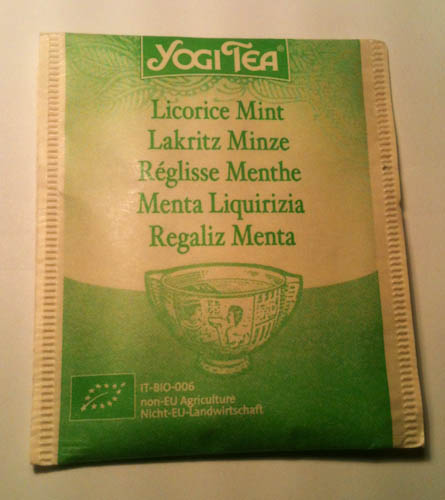 YOGI TEA®
Licorice Mint
Lakritz Minze
Réglisse Menthe
Menta Liquirizia
Regaliz Menta
IT-BIO-006
non-EU Agriculture
Nicht-EU-Landwirtschaft